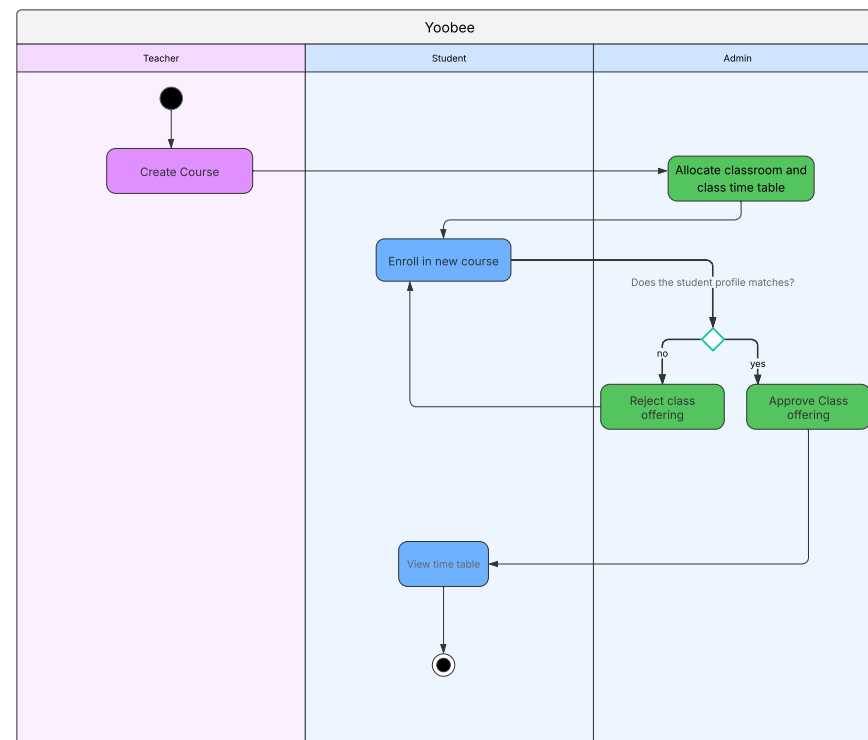 Yoobee
Teacher
Student
Admin
Create Course
Allocate classroom and
class time table
Enroll in new course
Does the student profile matches?
no
yes
Reject class
offering
Approve Class
offering
View time table